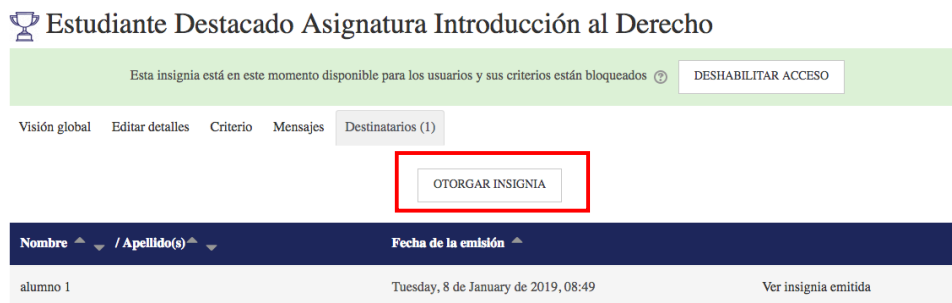 Estudiante Destacado Asignatura Introducción al Derecho
Esta insignia está en este momento disponible para los usuarios y sus criterios están bloqueados ? DESHABILITAR ACCESO
Visión global Editar detalles Criterio Mensajes Destinatarios (1)
OTORGAR INSIGNIA
Nombre / Apellido(s) Fecha de la emisión
alumno 1 Tuesday, 8 de January de 2019, 08:49 Ver insignia emitida